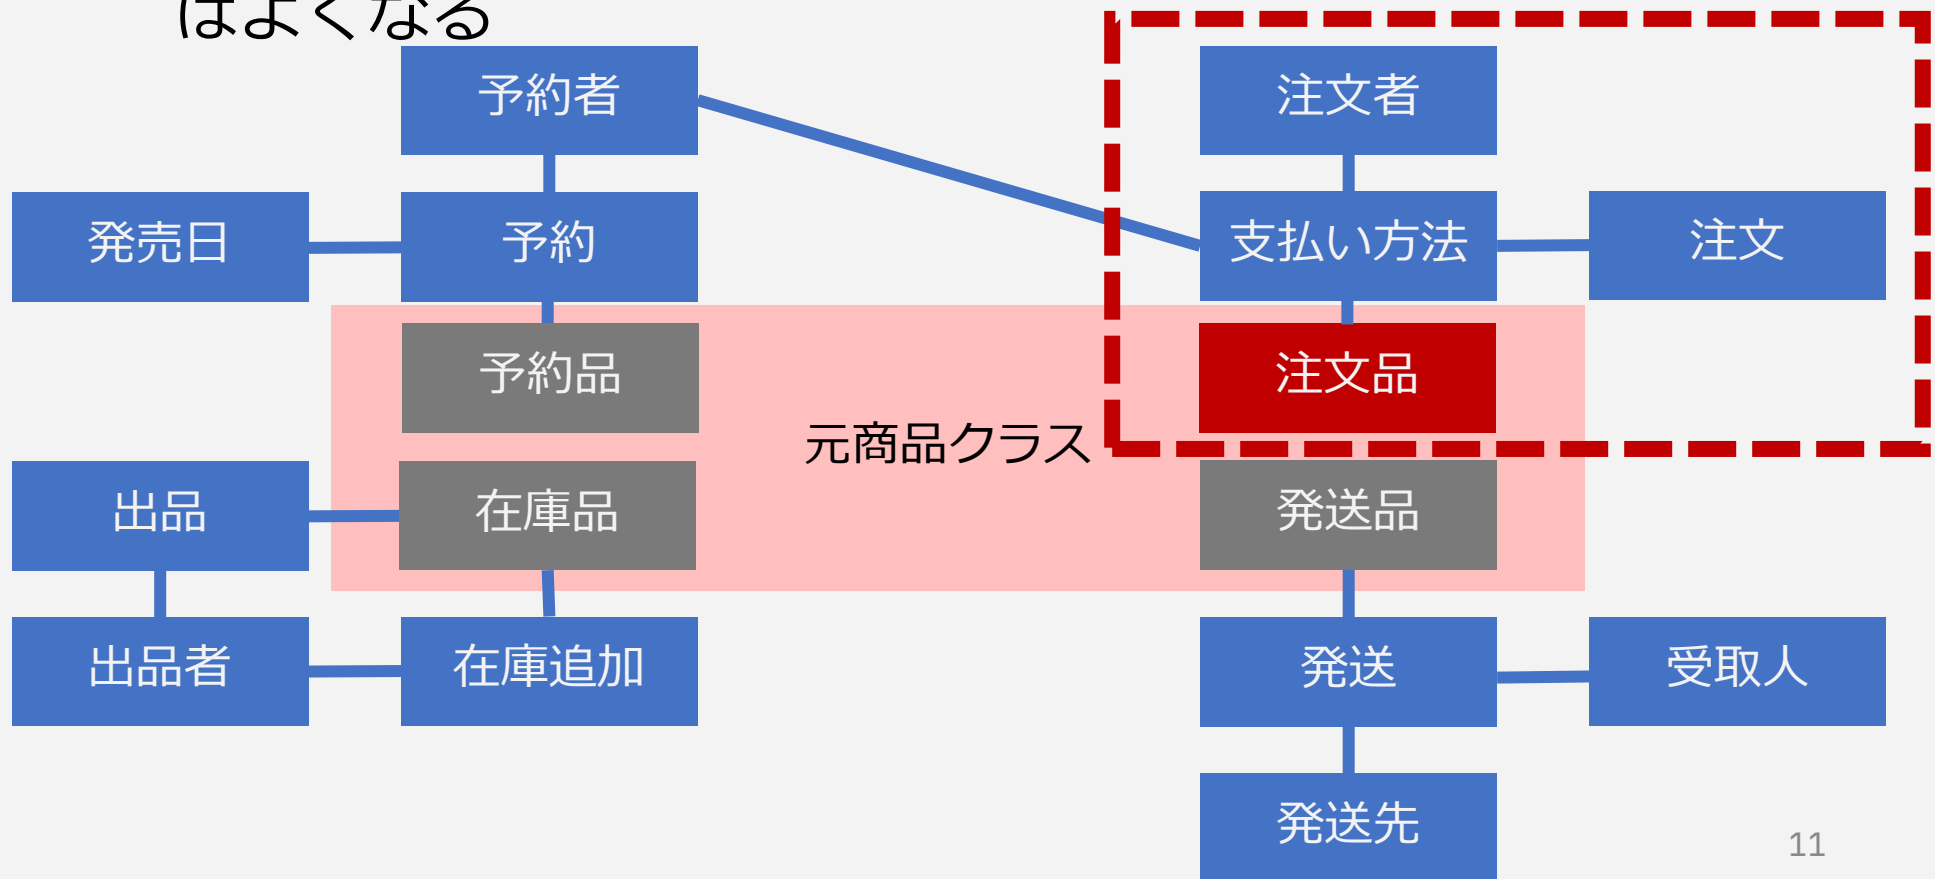 はよくなる
予約者
注文者
発売日
予約
支払い方法
注文
予約品
注文品
元商品クラス
出品
在庫品
発送品
出品者
在庫追加
発送
受取人
発送先
11